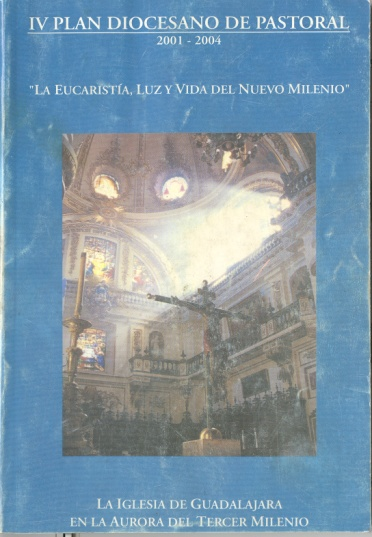 IV PLAN DIOCESANO DE PASTORAL
2001 - 2004
"LA EUCARISTÍA, LUZ Y VIDA DEL NUEVO MILENIO"
LA IGLESIA DE GUADALAJARA
EN LA AURORA DEL TERCER MILENIO